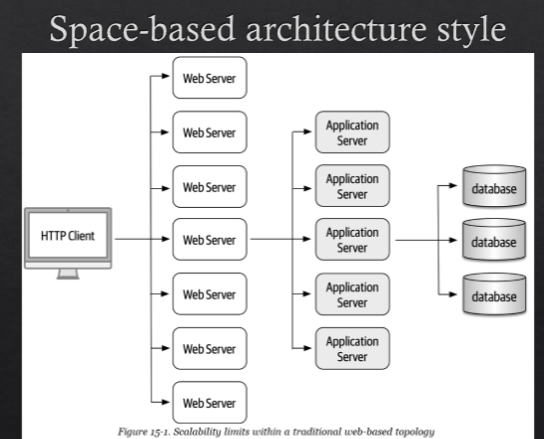 Space-based architecture style
Web Server
Web Server
Web Server
Web Server
Web Server
Web Server
Web Server
HTTP Client
Application
Server
Application
Server
Application
Server
Application
Server
Application
Server
database
database
database
Figure 15-1. Scalability limits within a traditional web-based topology